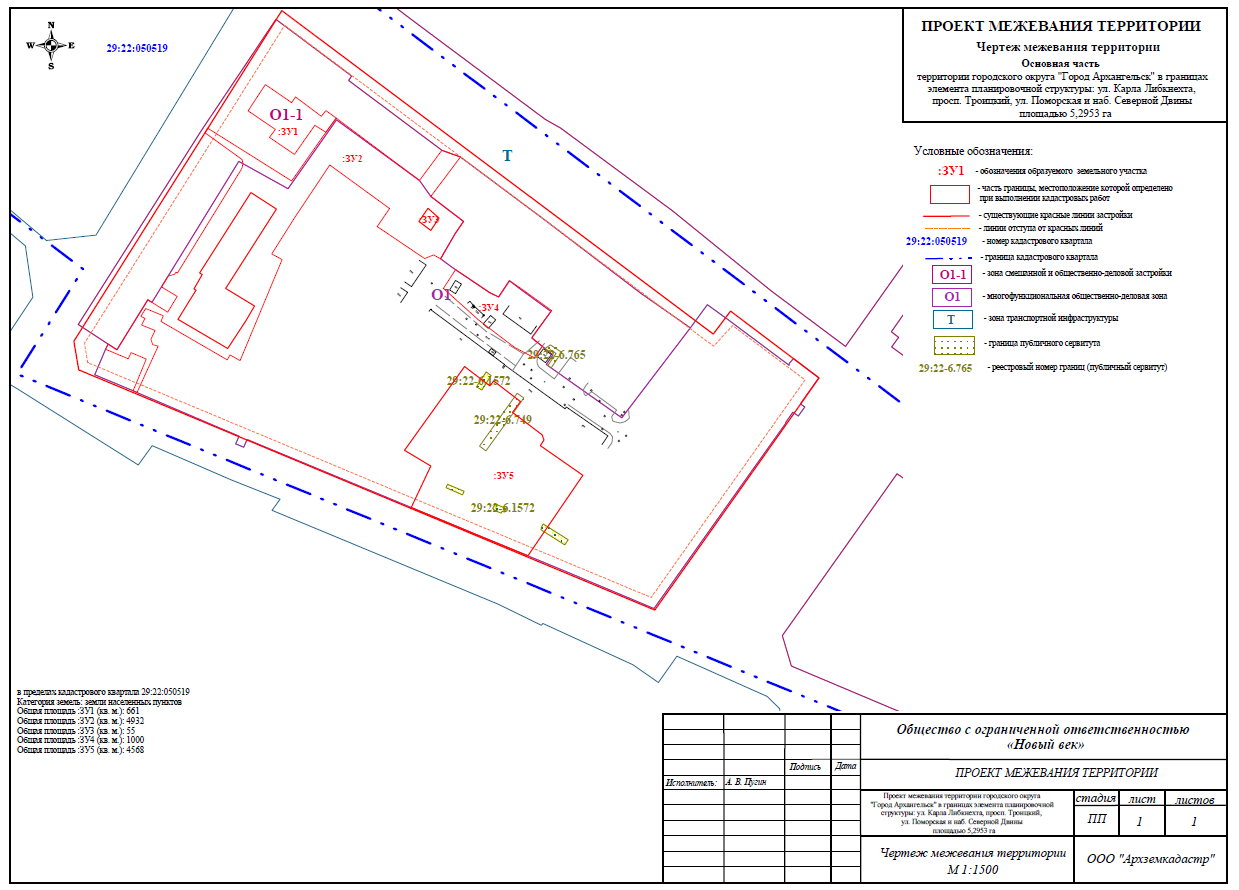 N
W E
S
29:22:050519
О1-1
:ЗУ1
:ЗУ2
Т
:ЗУ3
О1
:ЗУ4
29:22-6.765
29:22-6.1572
29:22-6.749
:ЗУ5
29:22-6.1572
ПРОЕКТ МЕЖЕВАНИЯ ТЕРРИТОРИИ
Чертеж межевания территории
Основная часть
территории городского округа "Город Архангельск" в границах
элемента планировочной структуры: ул. Карла Либкнехта,
просп. Троицкий, ул. Поморская и наб. Северной Двины
площадью 5,2953 га
Условные обозначения:
:ЗУ1 - обозначения образуемого земельного участка
- часть границы, местоположение которой определено
при выполнении кадастровых работ
- существующие красные линии застройки
- линии отступа от красных линий
29:22:050519 - номер кадастрового квартала
- граница кадастрового квартала
О1-1 - зона смешанной и общественно-деловой застройки
О1 - многофункциональная общественно-деловая зона
Т - зона транспортной инфраструктуры
- граница публичного сервитута
29:22-6.765 - реестровый номер границ (публичный сервитут)
в пределах кадастрового квартала 29:22:050519
Категория земель: земли населенных пунктов
Общая площадь :ЗУ1 (кв. м.): 661
Общая площадь :ЗУ2 (кв. м.): 4932
Общая площадь :ЗУ3 (кв. м.): 55
Общая площадь :ЗУ4 (кв. м.): 1000
Общая площадь :ЗУ5 (кв. м.): 4568
Общество с ограниченной ответственностью
«Новый век»
Подпись Дата
ПРОЕКТ МЕЖЕВАНИЯ ТЕРРИТОРИИ
Исполнитель: А. В. Пугин
Проект межевания территории городского округа
"Город Архангельск" в границах элемента планировочной
структуры: ул. Карла Либкнехта, просп. Троицкий,
ул. Поморская и наб. Северной Двины
площадью 5,2953 га
стадия лист листов
ПП 1 1
Чертеж межевания территории
М 1:1500
ООО "Архземкадастр"